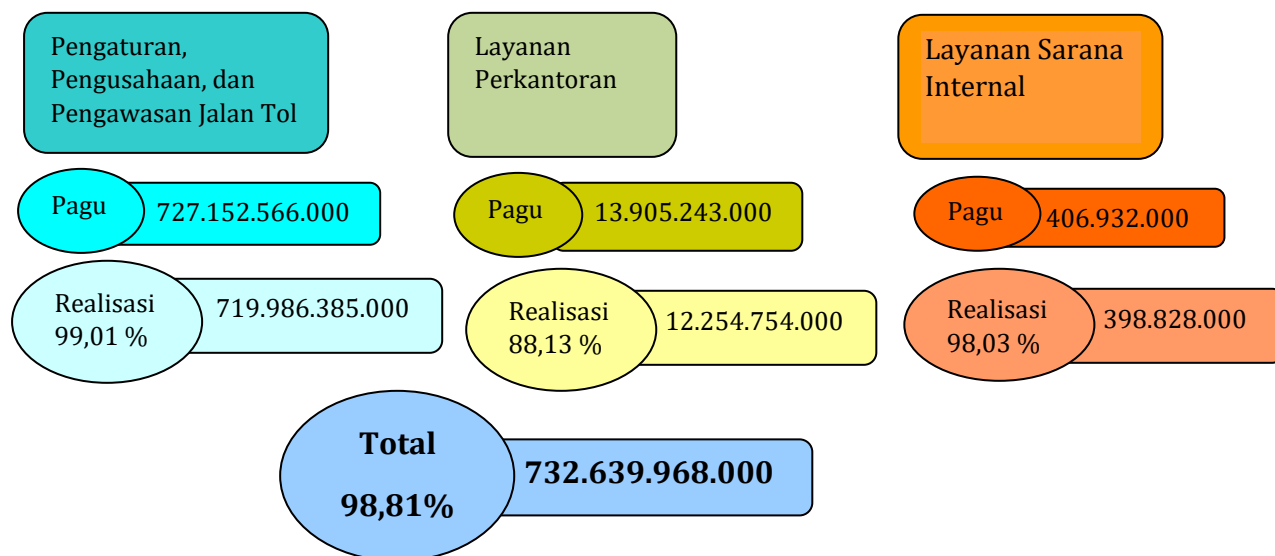 Pengaturan,
Pengusahaan, dan
Pengawasan Jalan Tol
Layanan
Perkantoran
Layanan Sarana
Internal
Pagu
727.152.566.000
Pagu
13.905.243.000
Pagu
406.932.000
Realisasi
99,01 %
719.986.385.000
Realisasi
88,13 %
12.254.754.000
Realisasi
98,03 %
398.828.000
Total
98,81%
732.639.968.000